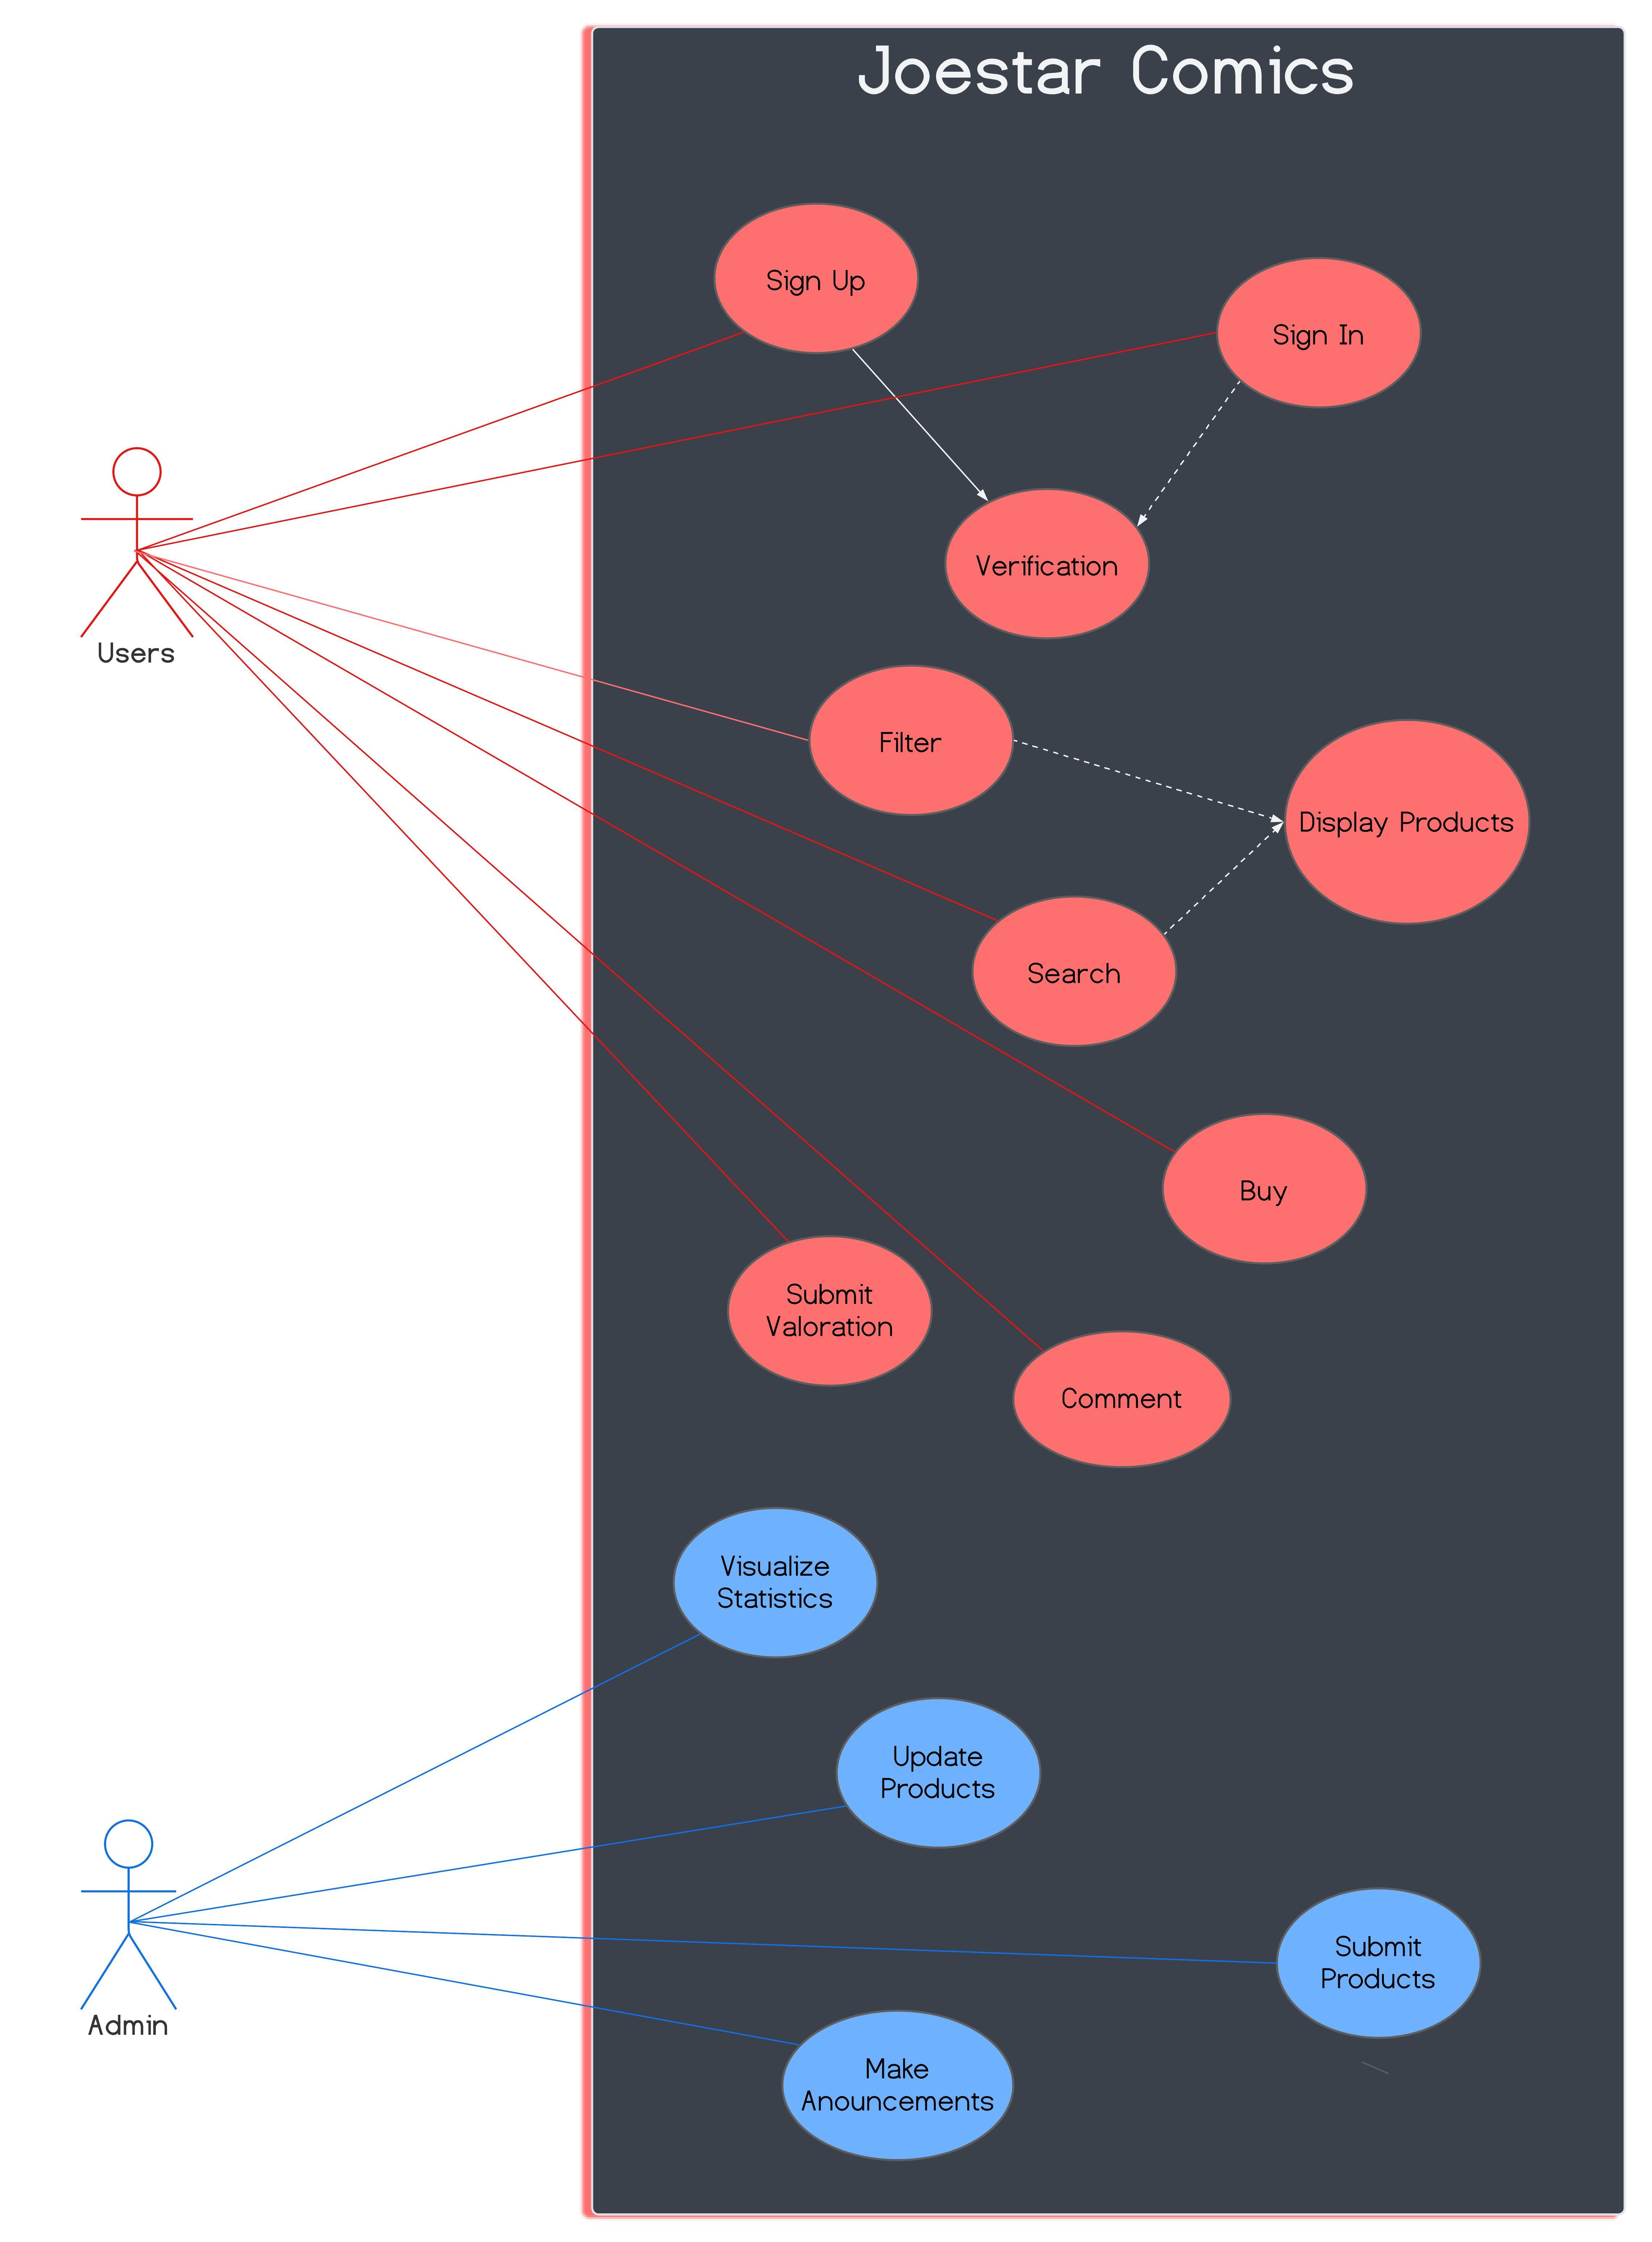 Joestar Comics
Sign Up
Sign In
Verification
Users
Filter
Display Products
Search
Buy
Submit
Valoration
Comment
Visualize
Statistics
Update
Products
Submit
Products
Admin
Make
Anouncements